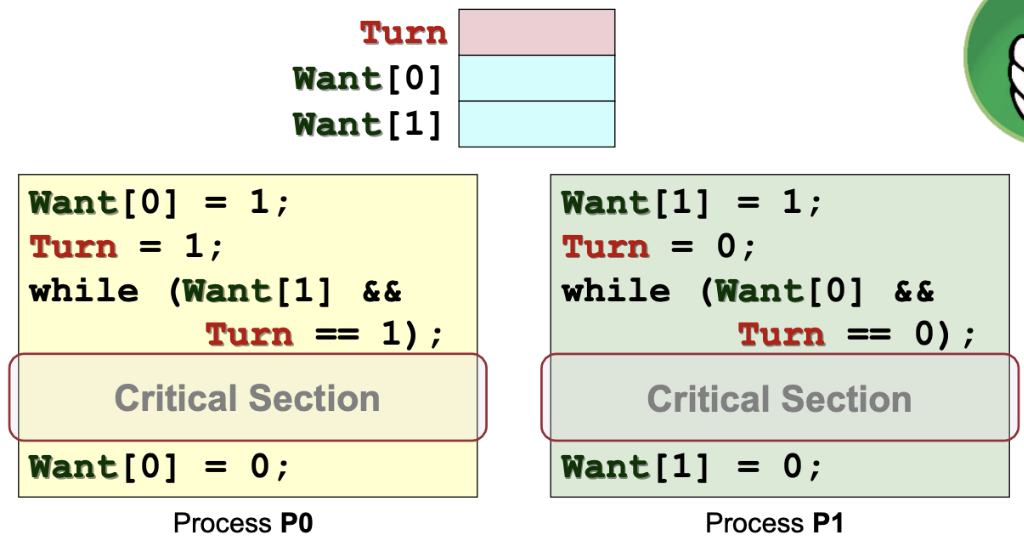 Turn
Want[0]
Want[1]
Want[0] = 1;
Turn = 1;
while (Want[1] &&
Turn == 1);
Critical Section
Want[0] = 0;
Process P0
Want[1] = 1;
Turn = 0;
while (Want[0] &&
Turn == 0);
Critical Section
Want[1] = 0;
Process P1